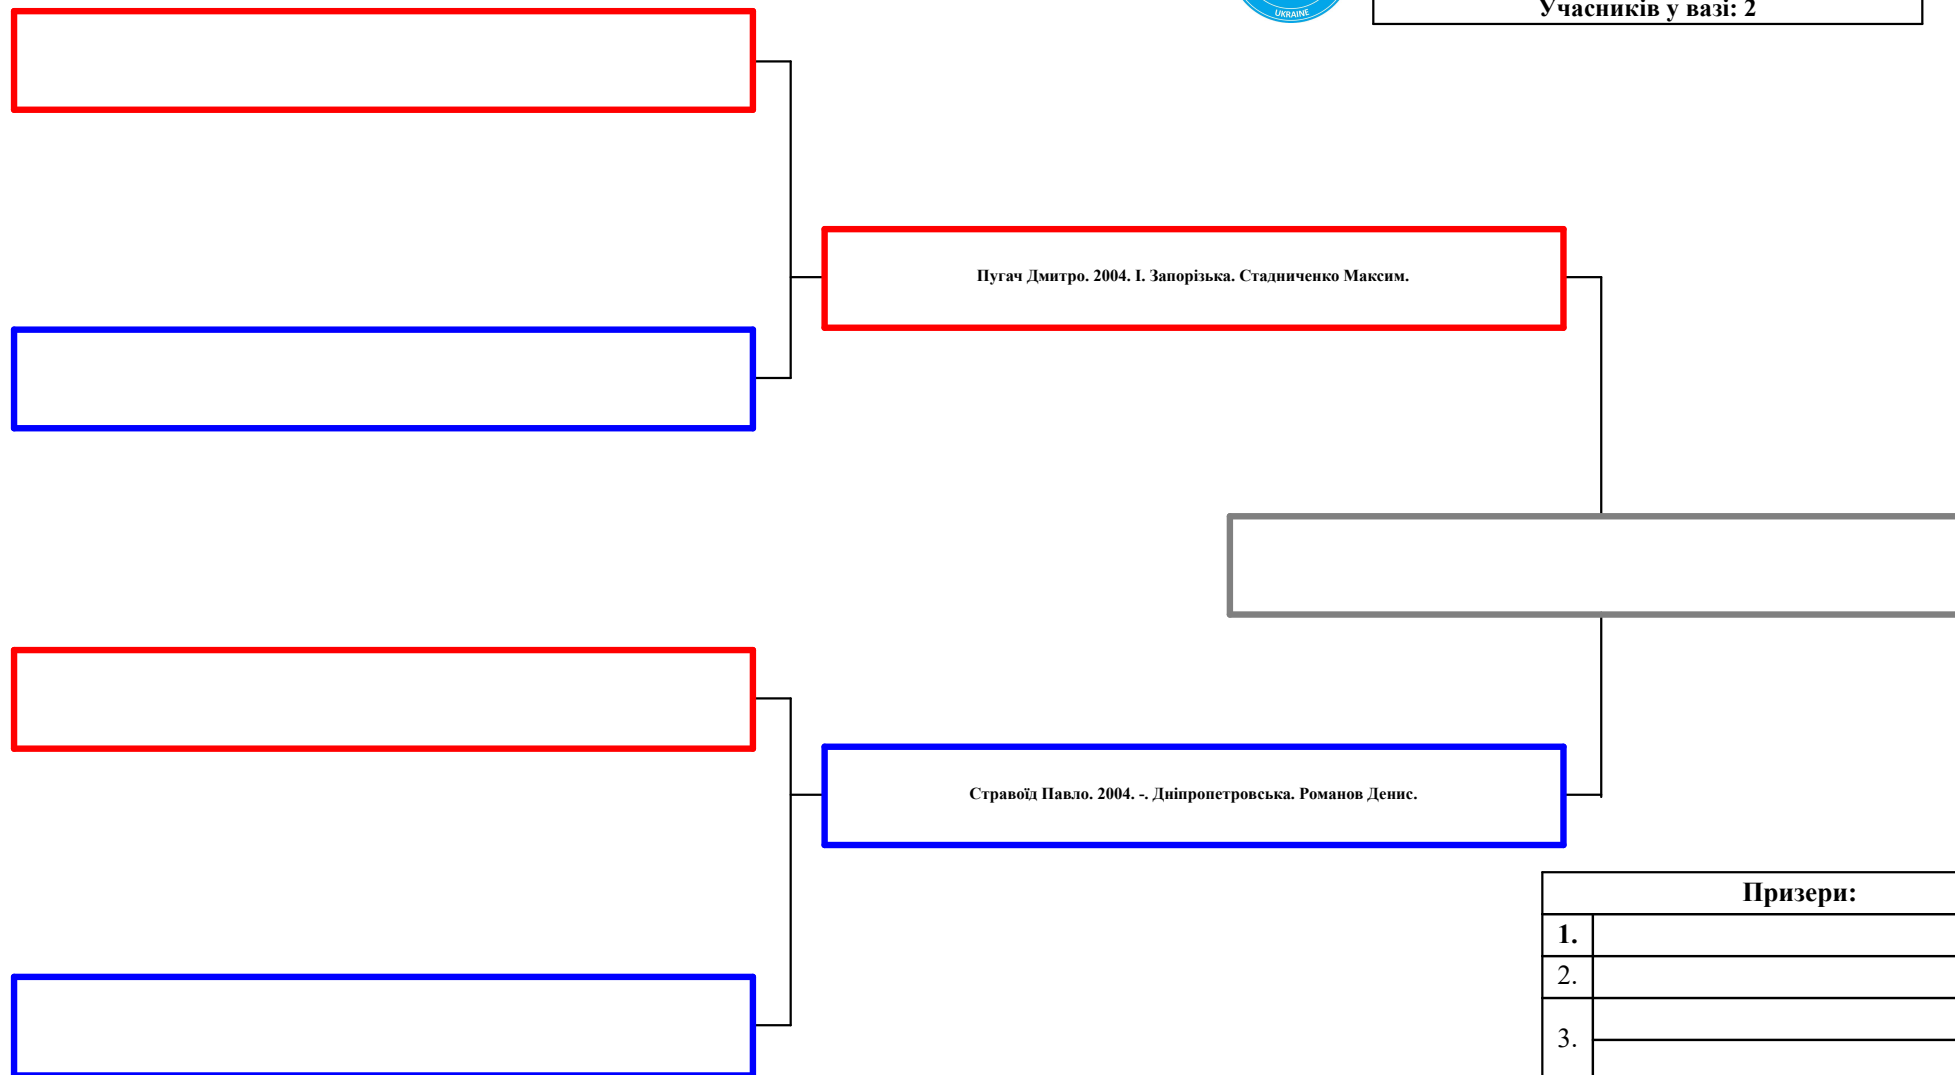 UKRAINE
Учасників у вазі: 2
Пугач Дмитро. 2004. І. Запорізька. Стадниченко Максим.
Стравоїд Павло. 2004. -. Дніпропетровська. Романов Денис.
Призери:
1.
2.
3.